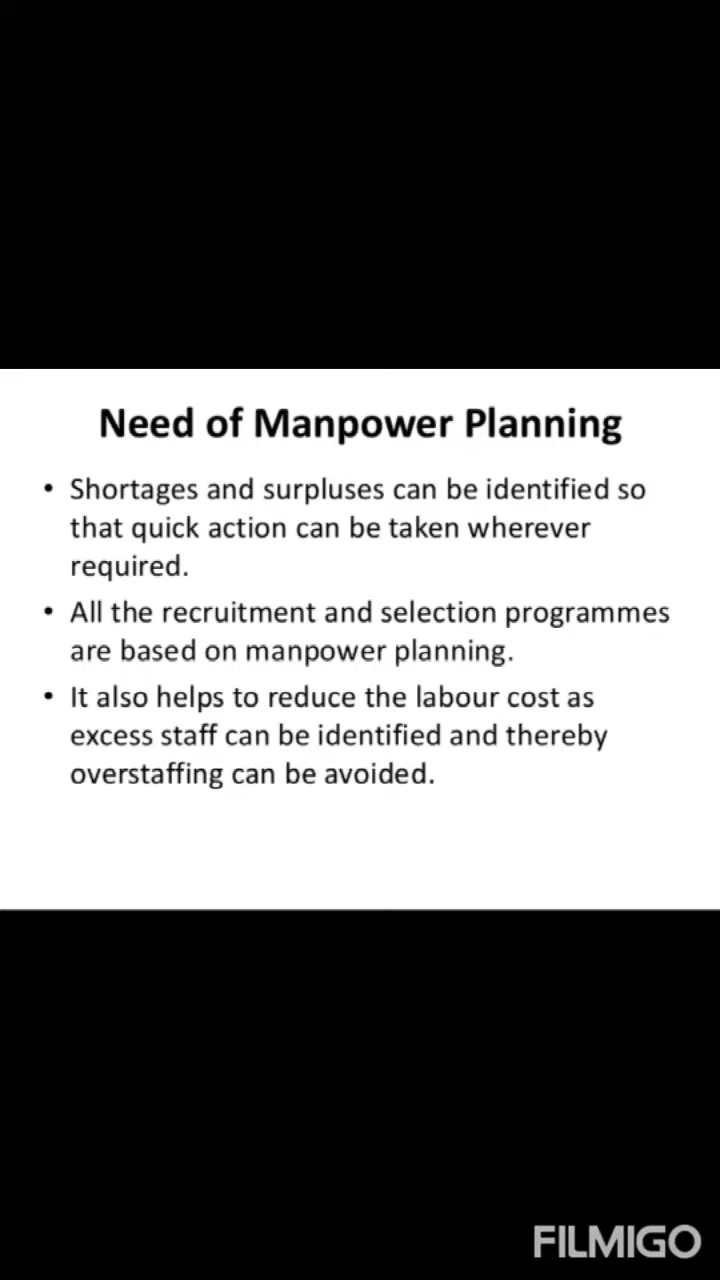 Need of Manpower Planning
• Shortages and surpluses can be identified so
that quick action can be taken wherever
required.
• All the recruitment and selection programmes
are based on manpower planning.
• It also helps to reduce the labour cost as
excess staff can be identified and thereby
overstaffing can be avoided.
FILMIGO